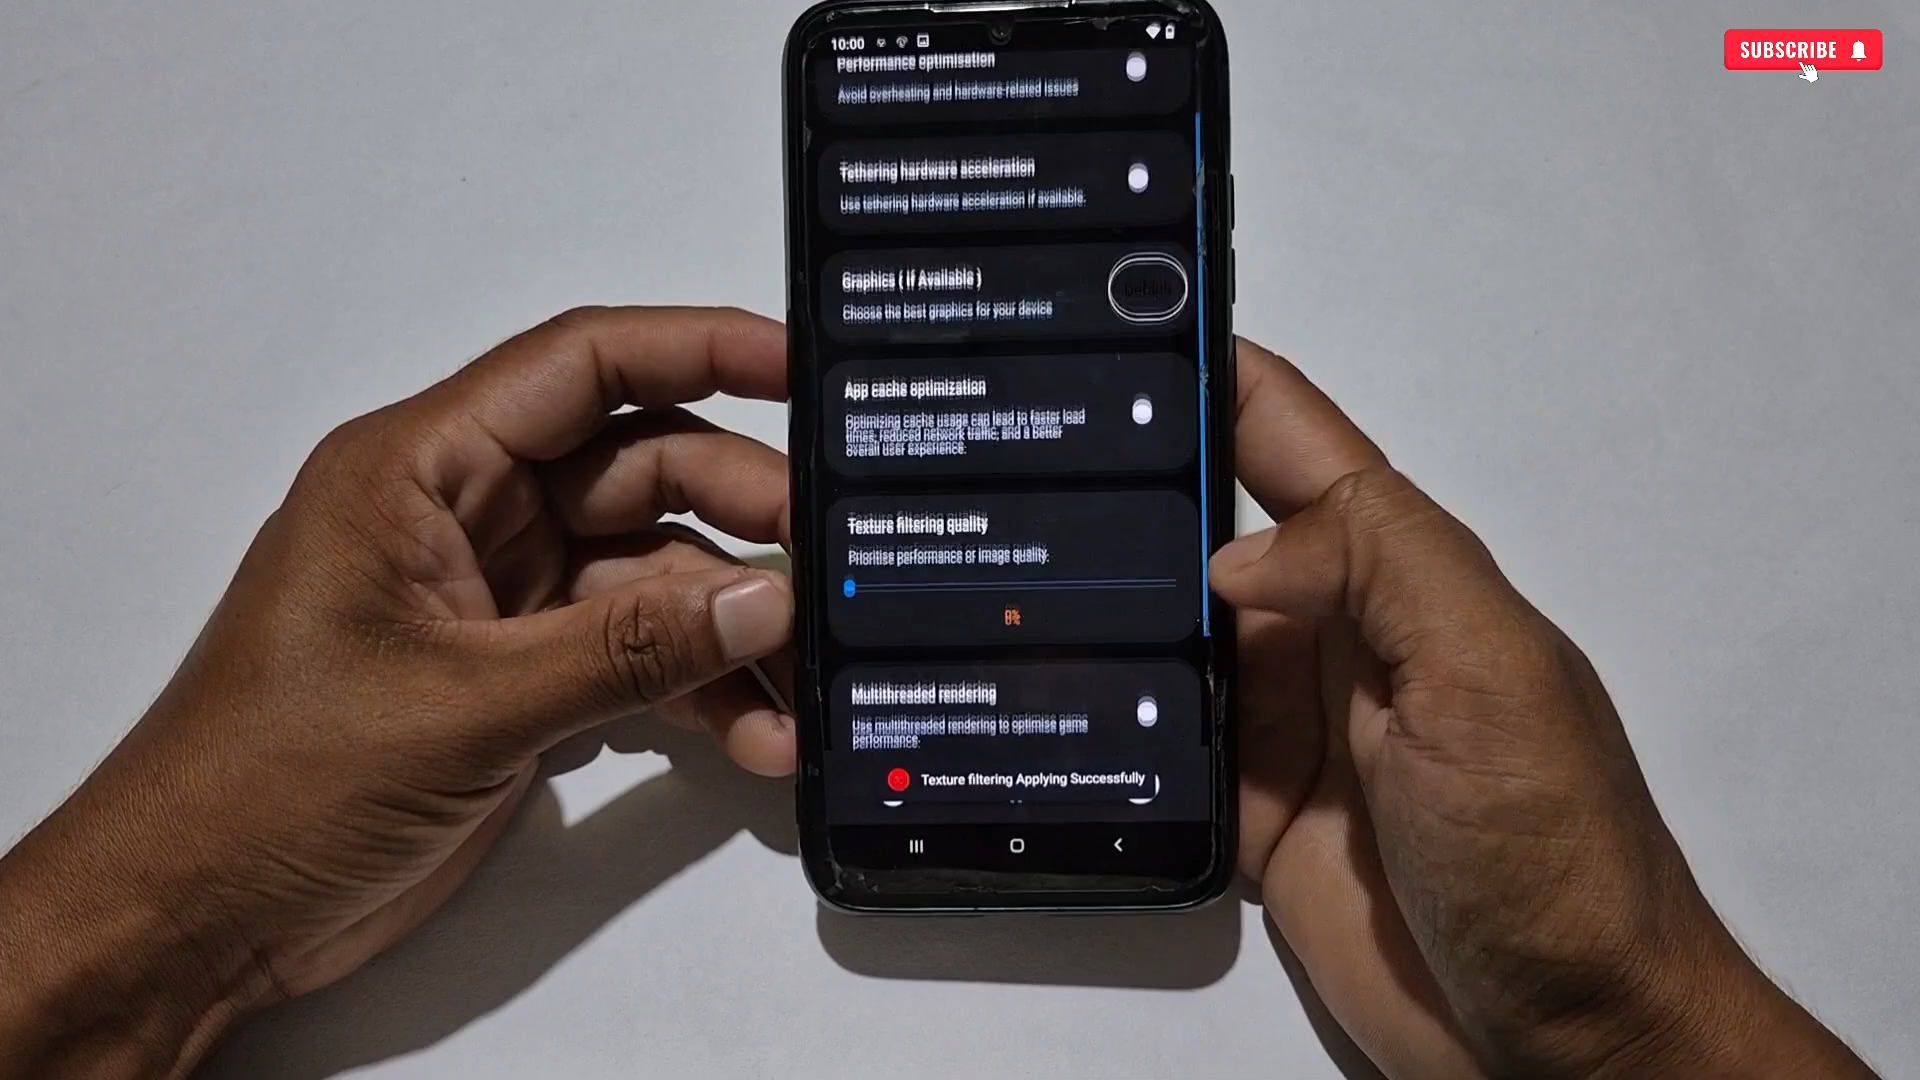 SUBSCRIBE
10:00
Performance optimisation
Avoid overheating and hardware-related issues
Tethering hardware acceleration
Use tethering hardware acceleration if available.
Graphics ( If Available )
Choose the best graphics for your device
App cache optimization
Optimizing cache usage can lead to faster load
times, reduced network traffic, and a better
overall user experience.
Texture filtering quality
Prioritise performance or image quality.
0%
Multithreaded rendering
Use multithreaded rendering to optimise game
performance.
Texture filtering Applying Successfully